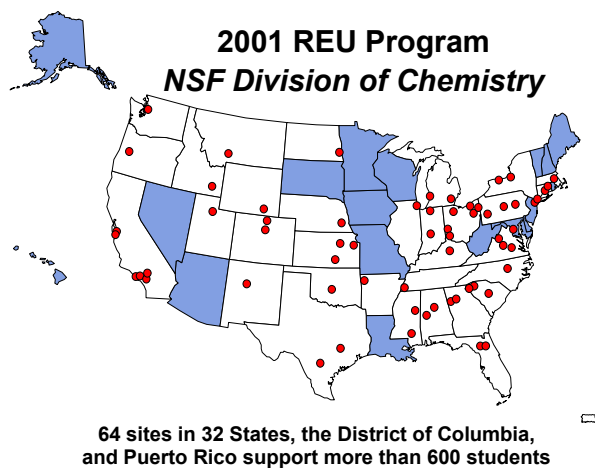 2001 REU Program
NSF Division of Chemistry
64 sites in 32 States, the District of Columbia,
and Puerto Rico support more than 600 students